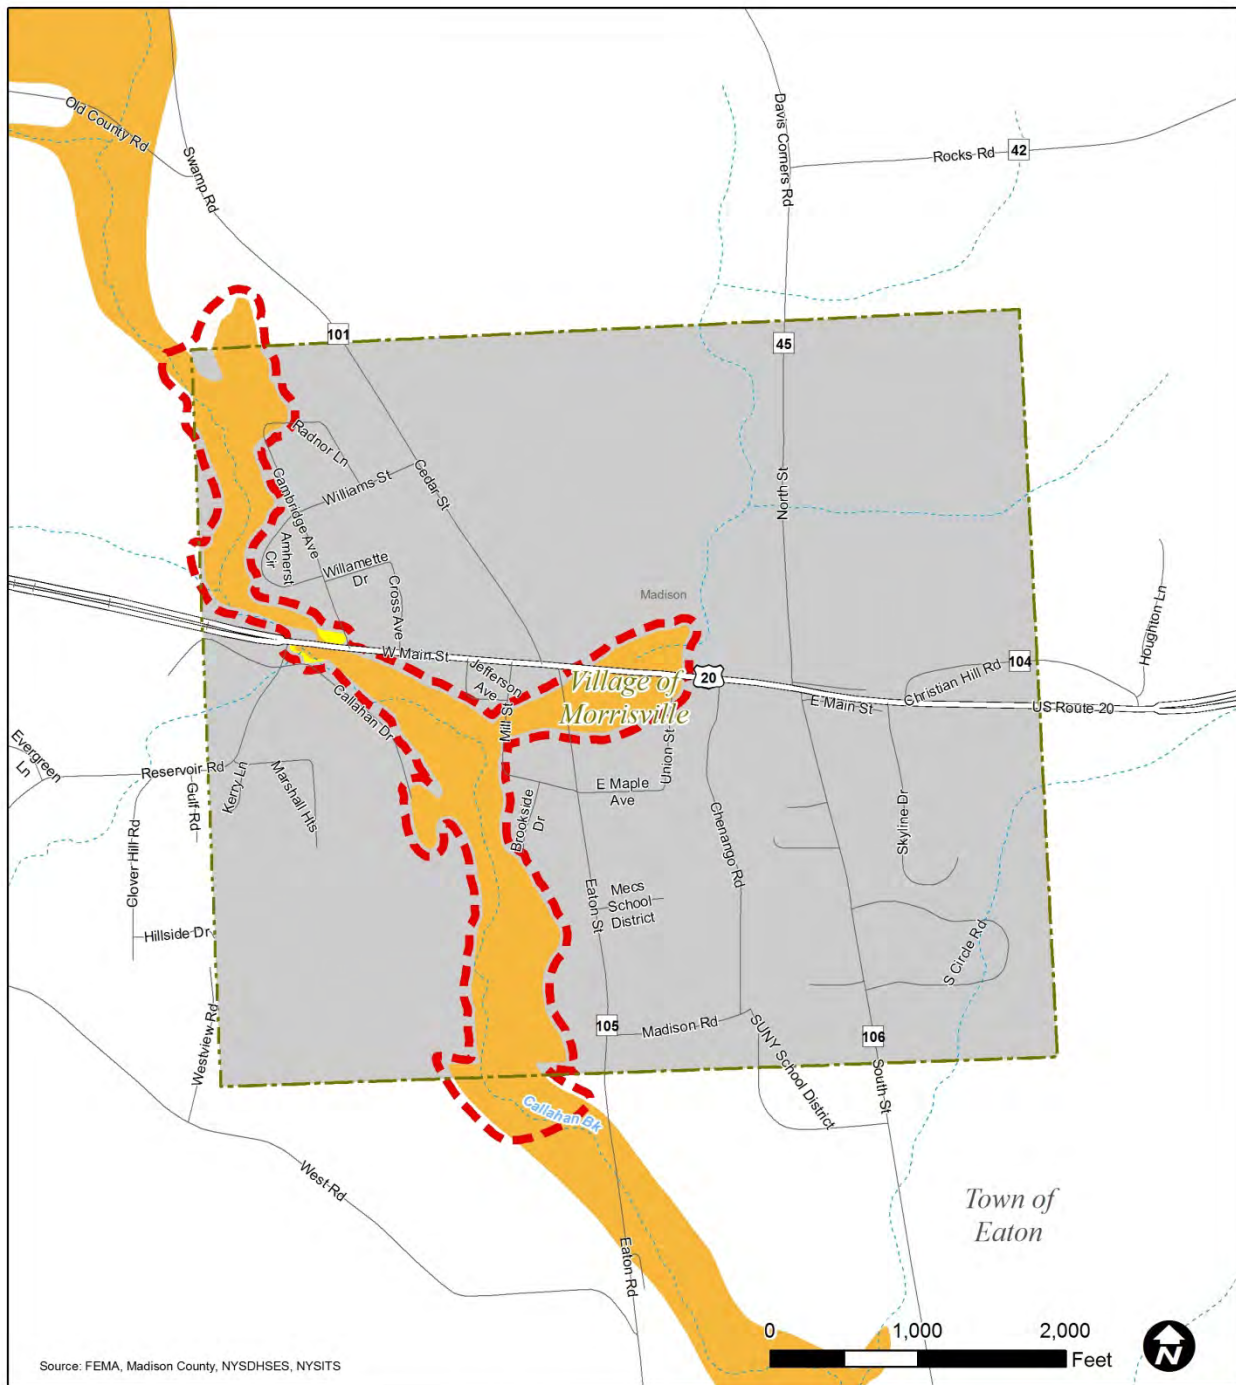 Old County Rd
Swamp Rd
Davis Corners Rd
Rocks Rd
42
101
45
Radnor Ln
Williams St
Cedar St
North St
Cambridge Ave
Amherst
Cir
Willamette
Dr
Cross Ave
Madison
Houghton Ln
W Main St
Jefferson
Ave
20
Village of
Morrisville
104
Christian Hill Rd
E Main St
US Route 20
Callahan Dr
Mill St
Union St
Evergreen
Ln
Reservoir Rd
Gulf Rd
Kerry Ln
Marshall Hts
E Maple
Ave
Brookside
Dr
Chenango Rd
Skyline Dr
Clover Hill Rd
Eaton St
Mecs
School
District
Hillside Dr
S Circle Rd
Westview Rd
105
Madison Rd
SUNY School District
106
South St
Callahan Bk
West Rd
Eaton Rd
Town of
Eaton
0 1,000 2,000
Feet
N
Source: FEMA, Madison County, NYSDHSES, NYSITS